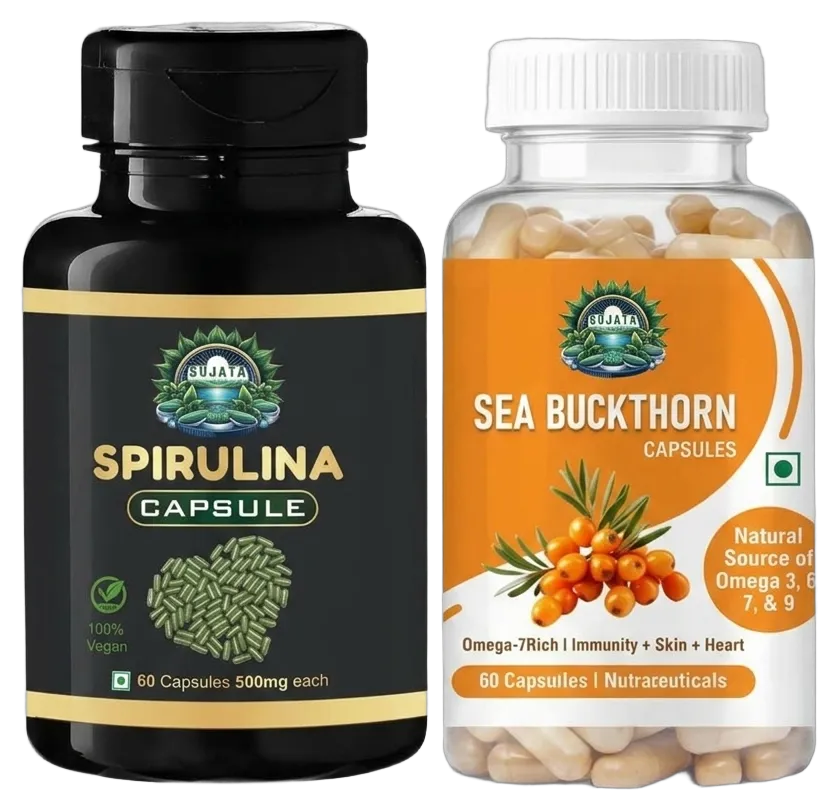 SUJATA
SPIRULINA
CAPSULE
100%
Vegan
60 Capsules 500mg each
SUJATA
SEA BUCKTHORN
CAPSULES
Natural
Source of
Omega 3, 6
7, & 9
Omega-7Rich | Immunity + Skin + Heart
60 Capsules | Nutraceuticals